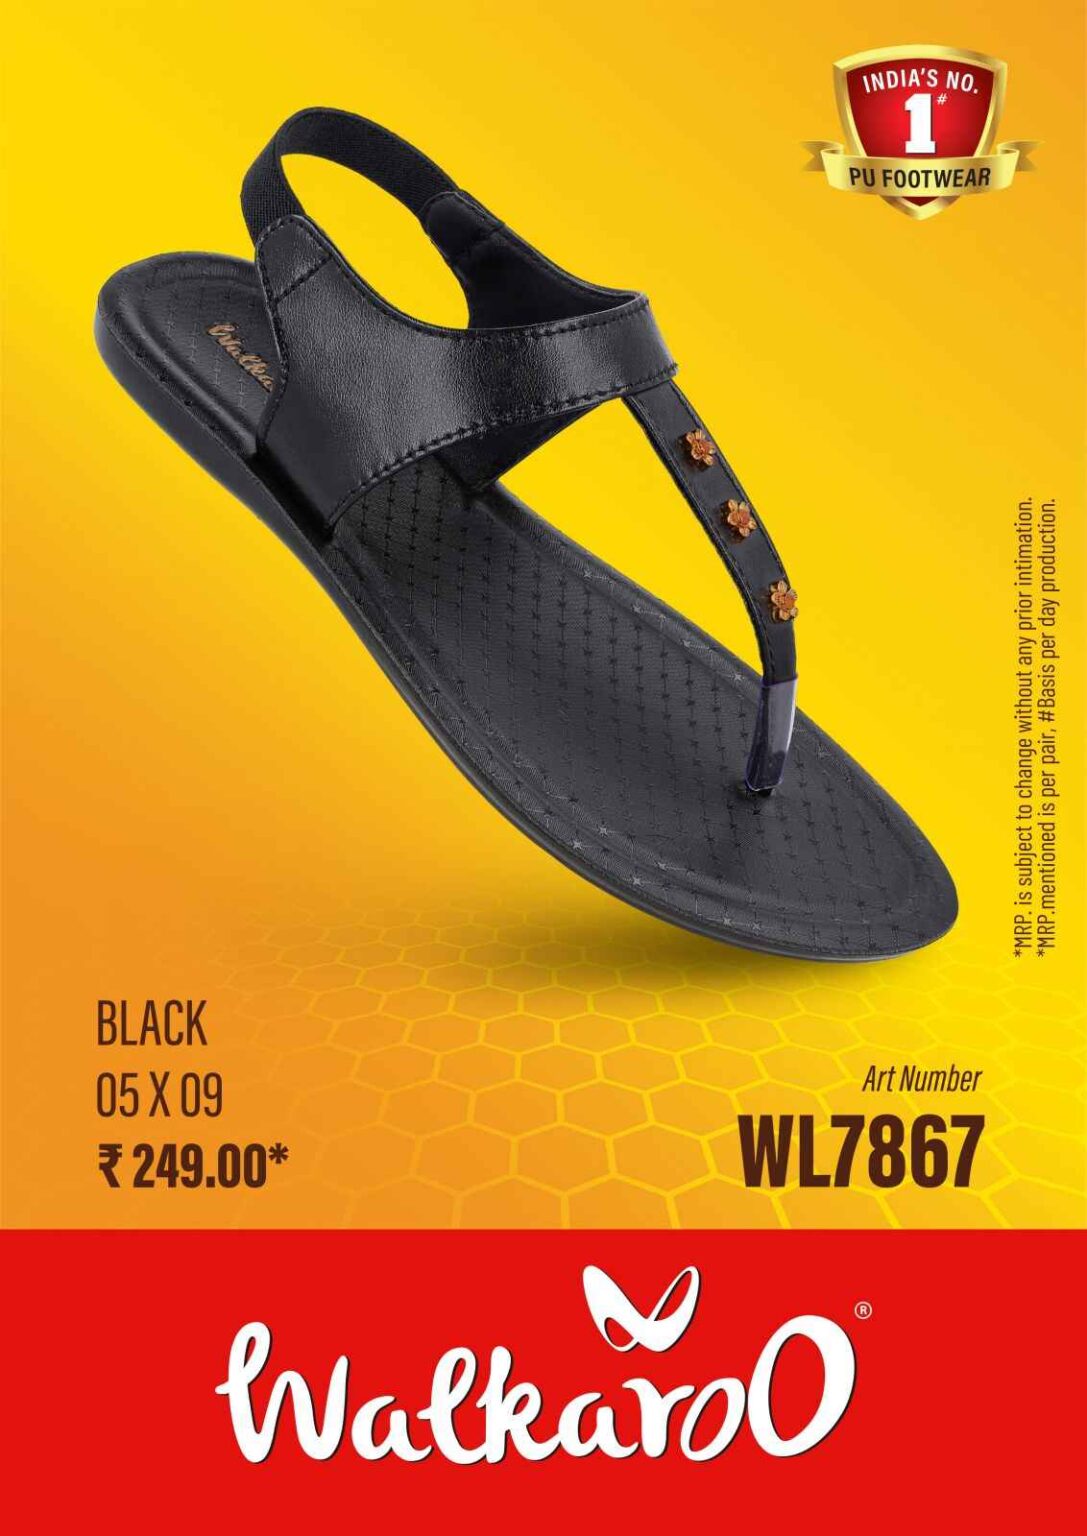 INDIA'S NO.
1#
PU FOOTWEAR
Walka
*MRP. is subject to change without any prior intimation.
*MRP.mentioned is per pair, #Basis per day production.
BLACK
05 X 09
₹ 249.00*
Art Number
WL7867
Walkaroo®